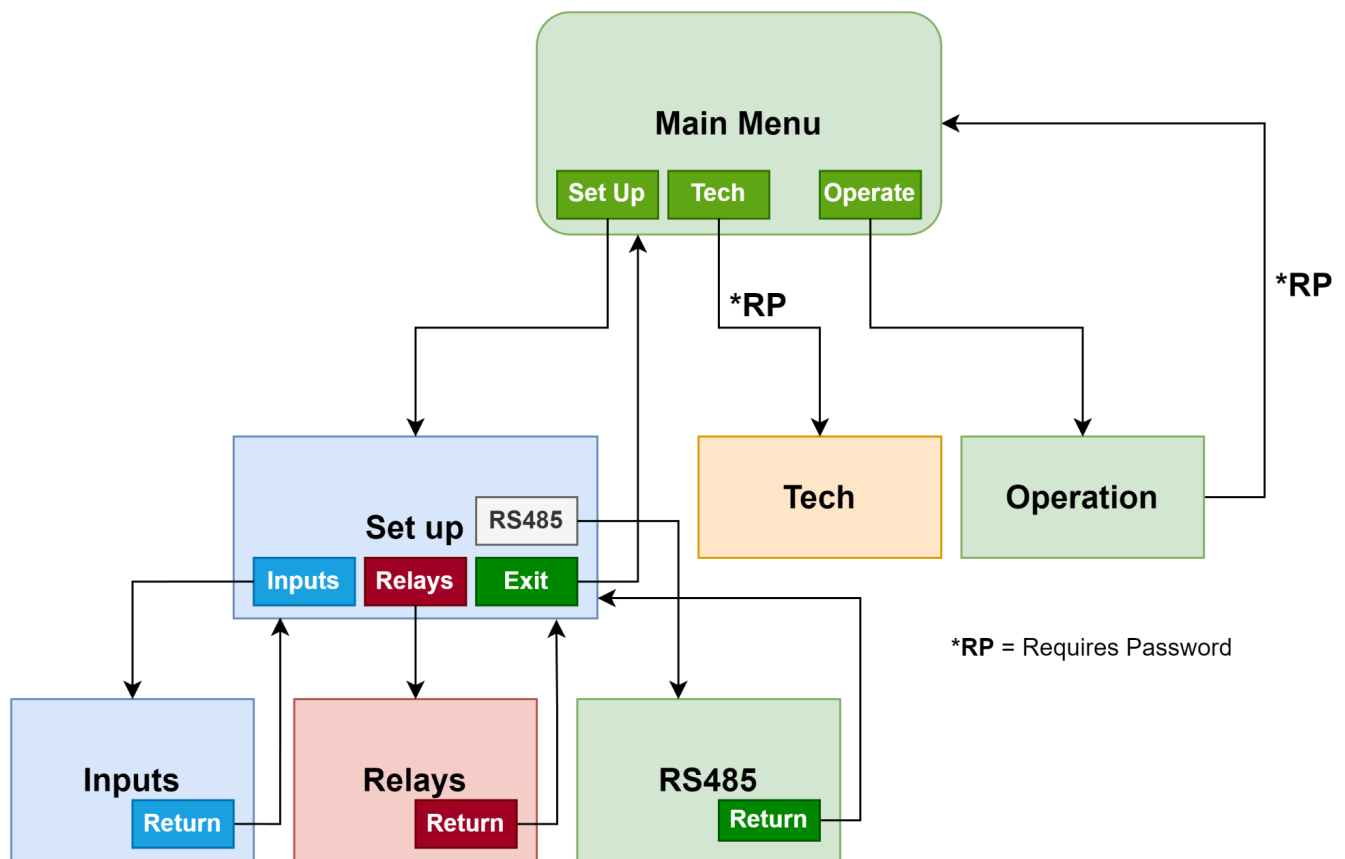 Main Menu
Set Up
Tech
Operate
*RP
*RP
Set up
RS485
Inputs
Relays
Exit
Tech
Operation
*RP = Requires Password
Inputs
Return
Relays
Return
RS485
Return